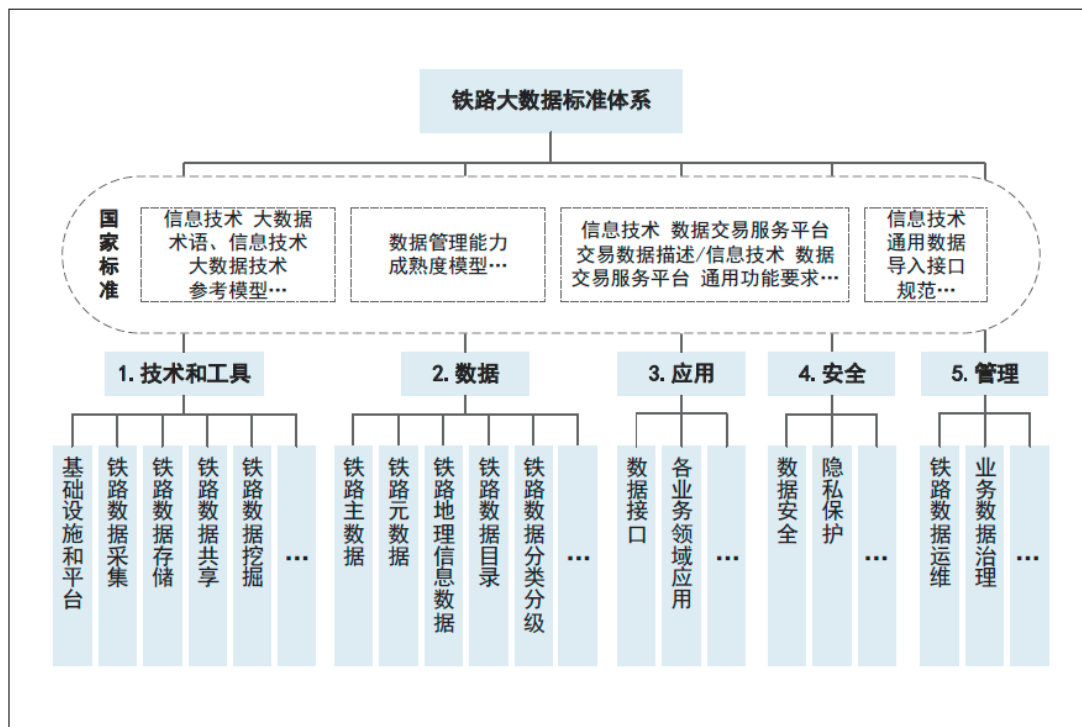 铁路大数据标准体系
国家标准
信息技术 大数据
术语、信息技术
大数据技术
参考模型…
数据管理能力
成熟度模型…
信息技术 数据交易服务平台
交易数据描述/信息技术 数据
交易服务平台 通用功能要求…
信息技术
通用数据
导入接口
规范…
1.技术和工具
2.数据
3.应用
4.安全
5.管理
基础设施和平台
铁路数据采集
铁路数据存储
铁路数据共享
铁路数据挖掘
…
铁路主数据
铁路元数据
铁路地理信息数据
铁路数据目录
铁路数据分类分级
…
数据接口
各业务领域应用
…
数据安全
隐私保护
…
铁路数据运维
业务数据治理
…